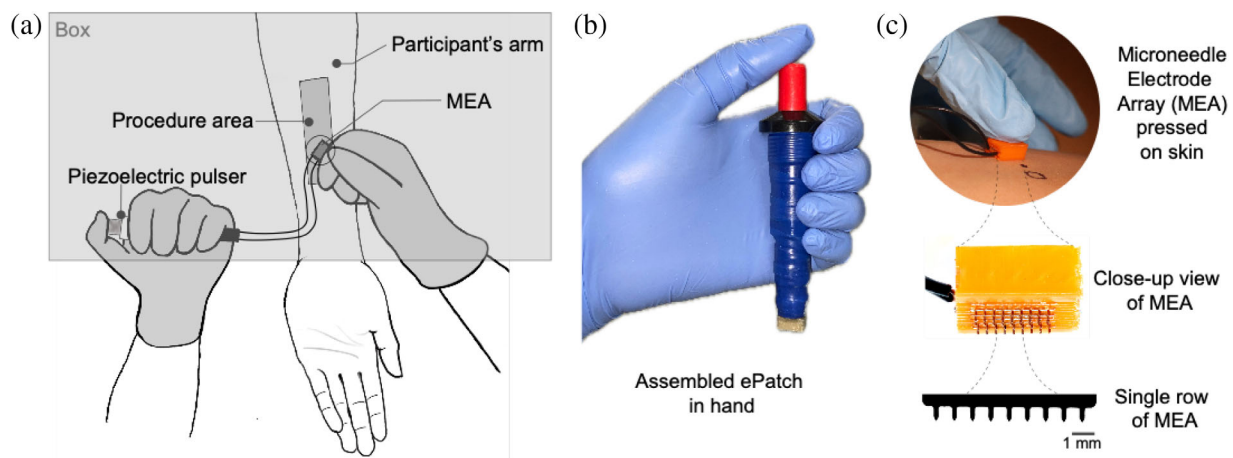 (a)
Box
Participant's arm
MEA
Procedure area
Piezoelectric pulser
(b)
Assembled ePatch
in hand
(c)
Microneedle
Electrode
Array (MEA)
pressed
on skin
Close-up view
of MEA
Single row
of MEA
1 mm